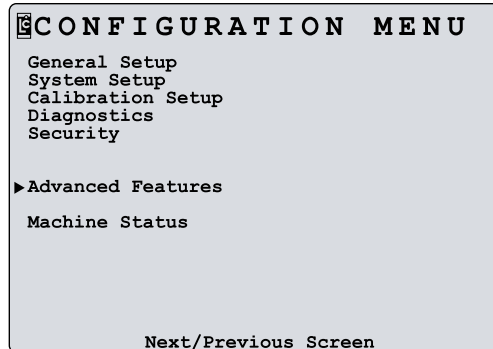 CONFIGURATION MENU
General Setup
System Setup
Calibration Setup
Diagnostics
Security
▶Advanced Features
Machine Status
Next/Previous Screen